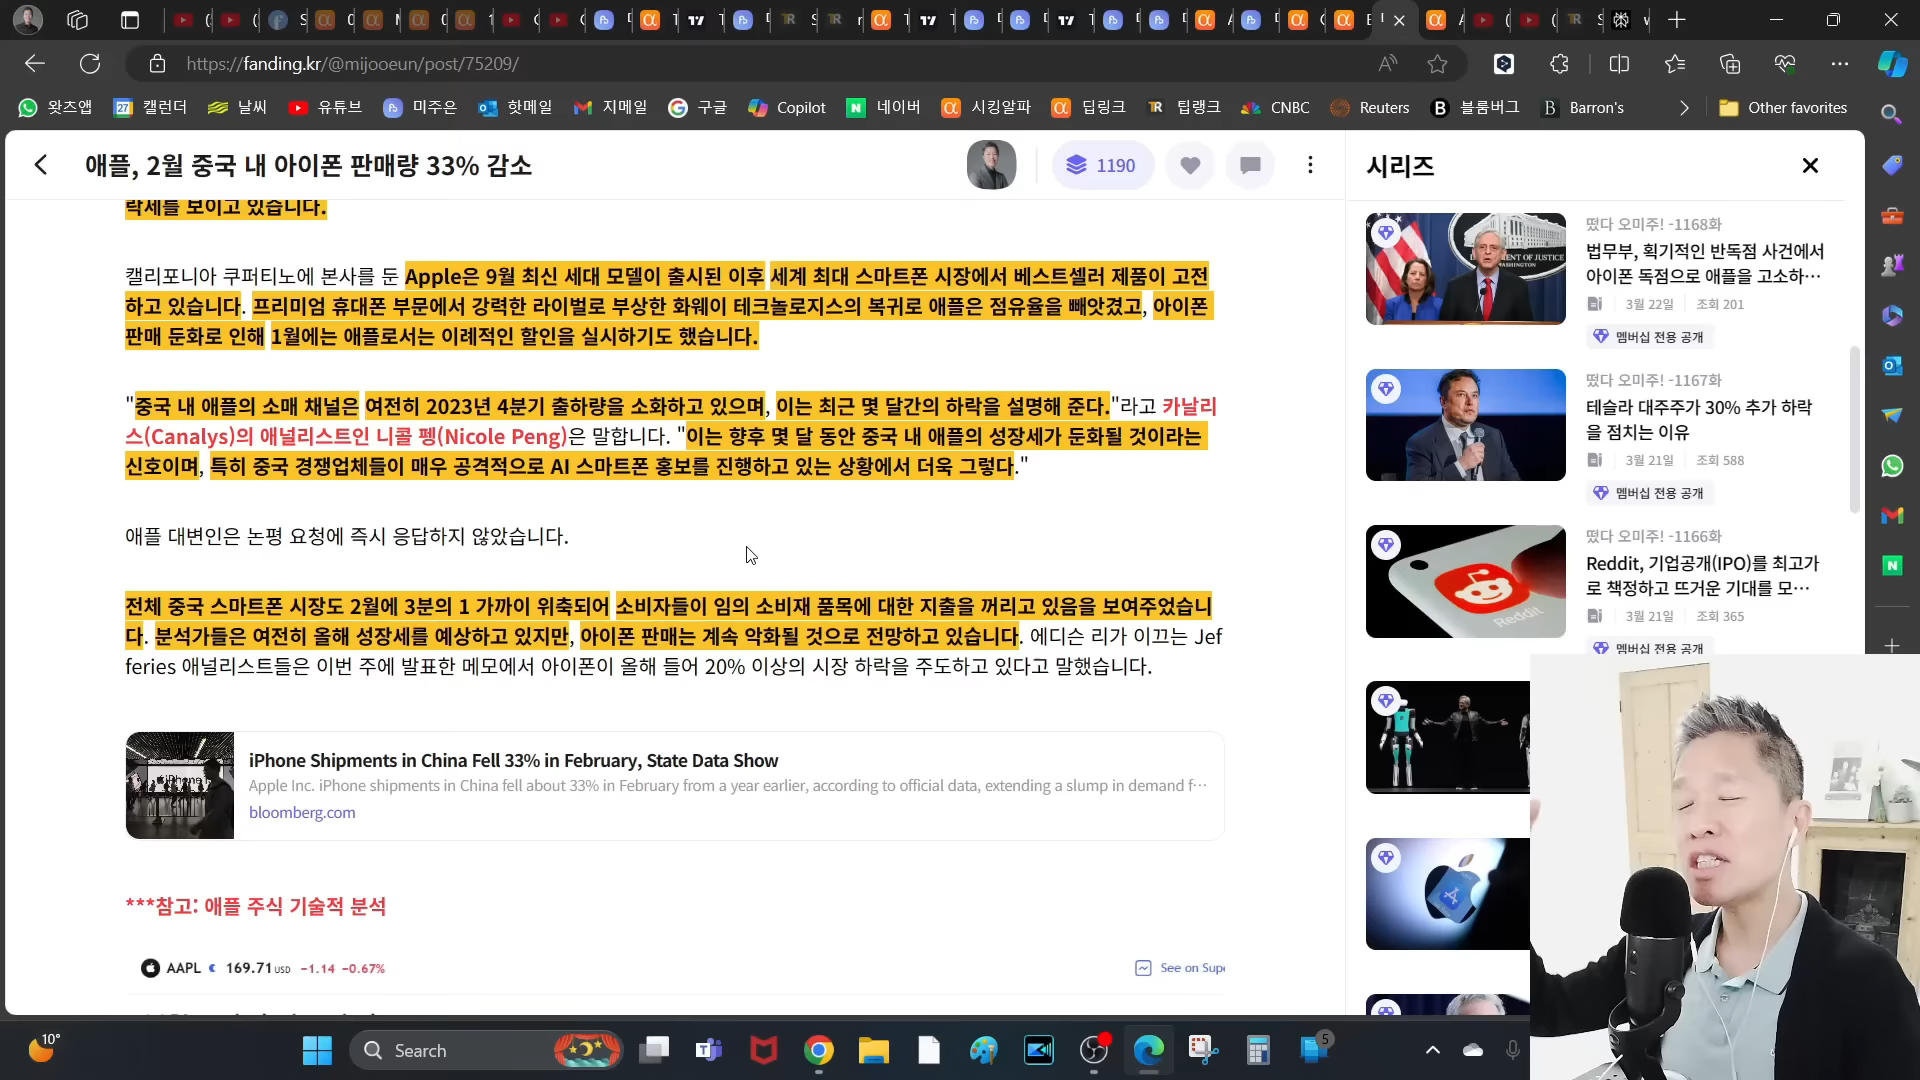 https://fanding.kr/@mijooeun/post/75209/
왓츠앱
캘린더
날씨
유튜브
미주은
핫메일
지메일
구글
Copilot
네이버
시킹알파
딥링크
팁랭크
CNBC
Reuters
블룸버그
Barron's
Other favorites
애플, 2월 중국 내 아이폰 판매량 33% 감소
1190
시리즈
락세를 보이고 있습니다.
캘리포니아 쿠퍼티노에 본사를 둔 Apple은 9월 최신 세대 모델이 출시된 이후 세계 최대 스마트폰 시장에서 베스트셀러 제품이 고전
하고 있습니다. 프리미엄 휴대폰 부문에서 강력한 라이벌로 부상한 화웨이 테크놀로지스의 복귀로 애플은 점유율을 빼앗겼고, 아이폰
판매 둔화로 인해 1월에는 애플로서는 이례적인 할인을 실시하기도 했습니다.
"중국 내 애플의 소매 채널은 여전히 2023년 4분기 출하량을 소화하고 있으며, 이는 최근 몇 달간의 하락을 설명해 준다."라고 카날리
스(Canalys)의 애널리스트인 니콜 펭(Nicole Peng)은 말합니다. "이는 향후 몇 달 동안 중국 내 애플의 성장세가 둔화될 것이라는
신호이며, 특히 중국 경쟁업체들이 매우 공격적으로 AI 스마트폰 홍보를 진행하고 있는 상황에서 더욱 그렇다."
애플 대변인은 논평 요청에 즉시 응답하지 않았습니다.
전체 중국 스마트폰 시장도 2월에 3분의 1 가까이 위축되어 소비자들이 임의 소비재 품목에 대한 지출을 꺼리고 있음을 보여주었습니
다. 분석가들은 여전히 올해 성장세를 예상하고 있지만, 아이폰 판매는 계속 악화될 것으로 전망하고 있습니다. 에디슨 리가 이끄는 Jef
feries 애널리스트들은 이번 주에 발표한 메모에서 아이폰이 올해 들어 20% 이상의 시장 하락을 주도하고 있다고 말했습니다.
iPhone Shipments in China Fell 33% in February, State Data Show
Apple Inc. iPhone shipments in China fell about 33% in February from a year earlier, according to official data, extending a slump in demand f···
bloomberg.com
***참고: 애플 주식 기술적 분석
AAPL 169.71 USD −1.14 −0.67%
See on Supe
떴다 오미주! -1168화
법무부, 획기적인 반독점 사건에서
아이폰 독점으로 애플을 고소하···
3월 22일 조회 201
멤버십 전용 공개
떴다 오미주! -1167화
테슬라 대주주가 30% 추가 하락
을 점치는 이유
3월 21일 조회 588
멤버십 전용 공개
떴다 오미주! -1166화
Reddit, 기업공개(IPO)를 최고가
로 책정하고 뜨거운 기대를 모···
3월 21일 조회 365
멤버십 전용 공개
Reddit
10°
Search
5